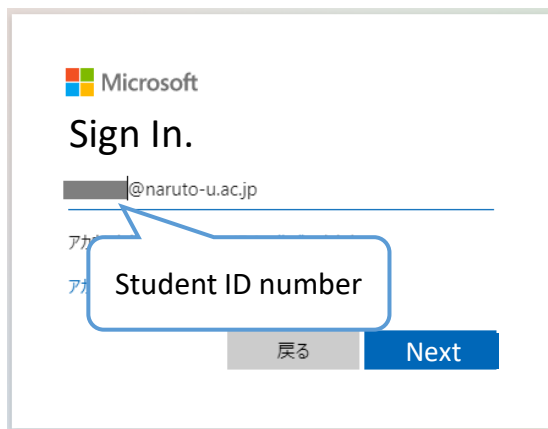 Microsoft
Sign In.
@naruto-u.ac.jp
Student ID number
戻る Next